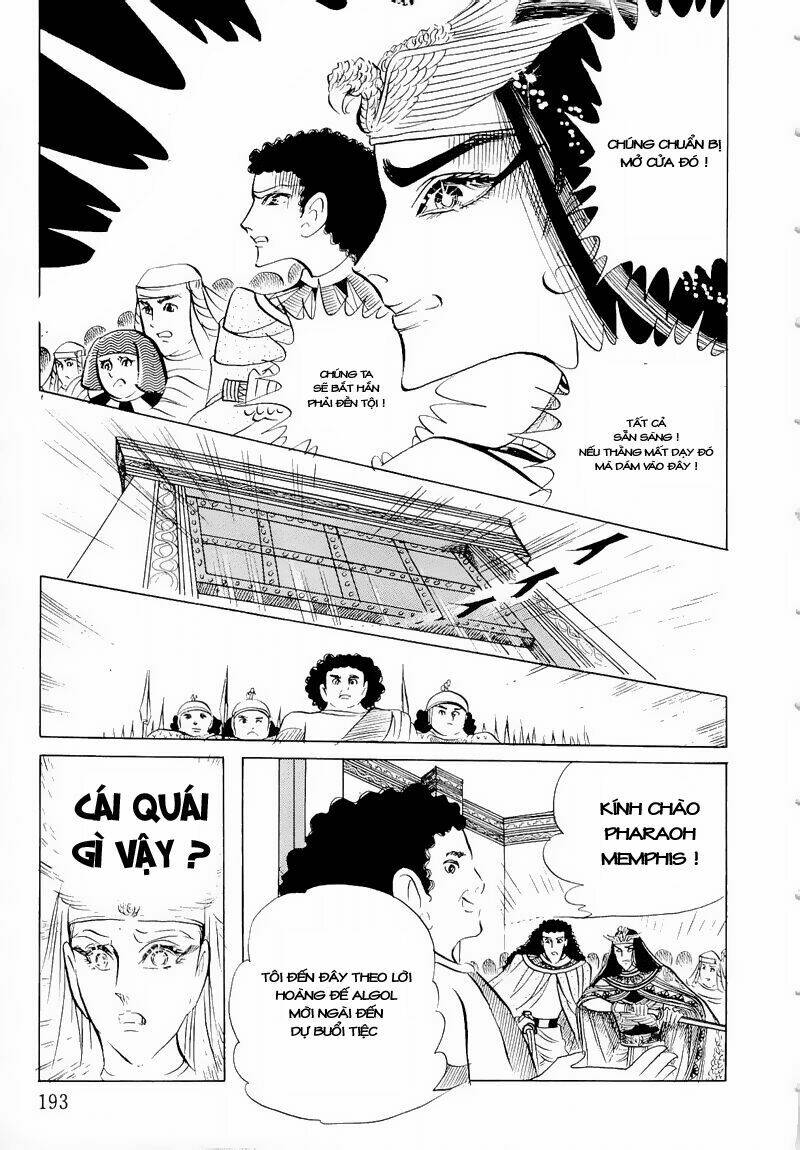 CHÚNG CHUẨN BỊ
MỞ CỬA ĐÓ !
CHÚNG TA
SẼ BẮT HẮN
PHẢI ĐỀN TỘI !
TẤT CẢ
SẴN SÀNG !
NẾU THẰNG MẤT DẠY ĐÓ
MÀ DÁM VÀO ĐÂY !
CÁI QUÁI
GÌ VẬY ?
KÍNH CHÀO
PHARAOH
MEMPHIS !
TÔI ĐẾN ĐÂY THEO LỜI
HOÀNG ĐẾ ALGOL
MỜI NGÀI ĐẾN
DỰ BUỔI TIỆC
193